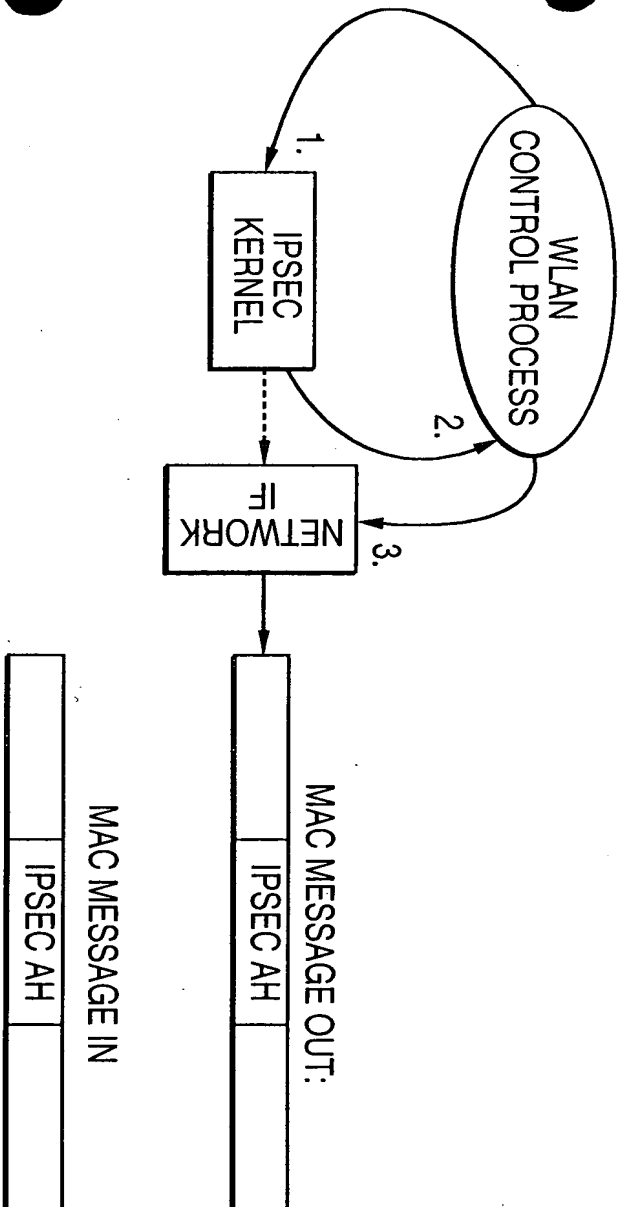 WLAN
CONTROL PROCESS
1.
IPSEC
KERNEL
2.
3.
NETWORK
IF
MAC MESSAGE OUT:
IPSEC AH
MAC MESSAGE IN
IPSEC AH